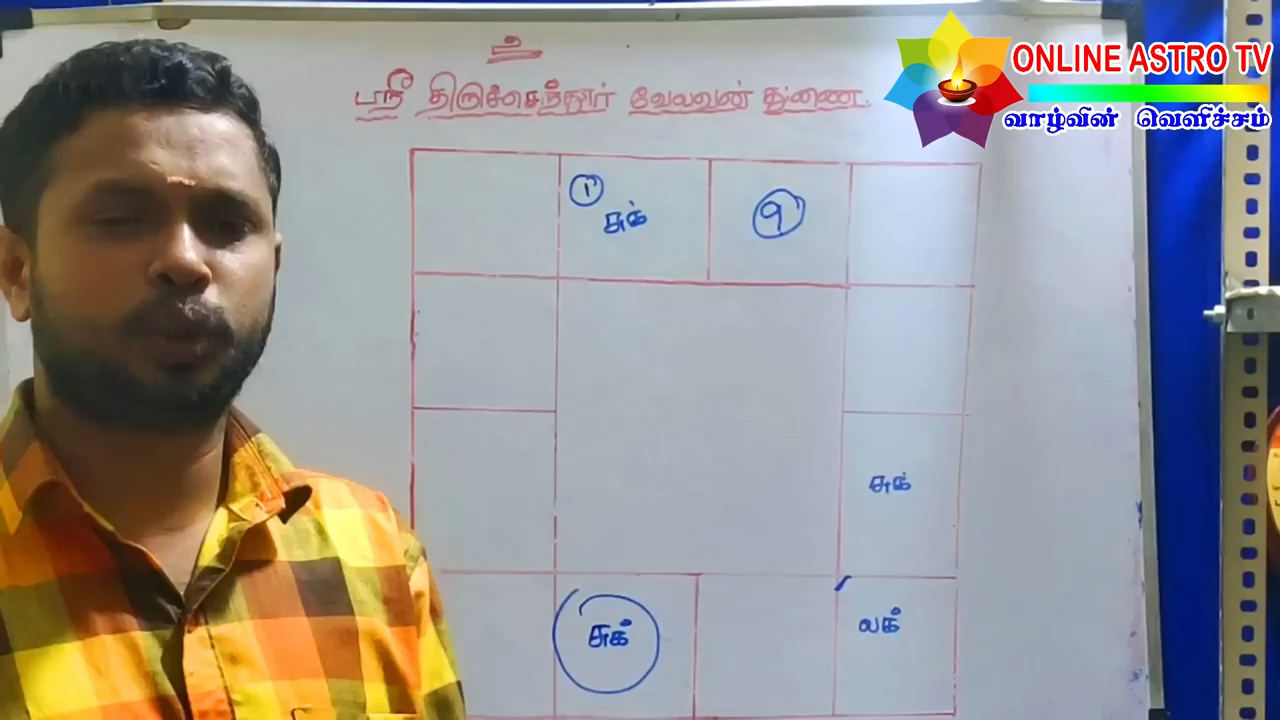 உ
ஸ்ரீ திருச்செந்தூர் வேலவன் துணை.
ONLINE ASTRO TV
வாழ்வின் வெளிச்சம்
1
சுக்
9
சுக்
சுக்
லக்